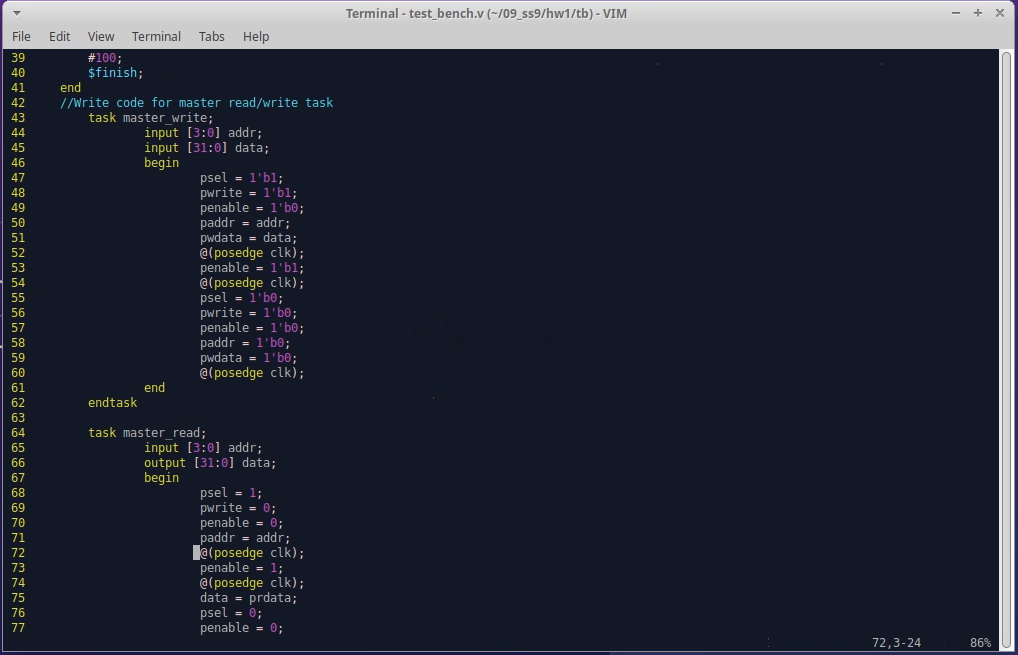 Terminal - test_bench.v (~/09_ss9/hw1/tb) - VIM
File Edit View Terminal Tabs Help
39 #100;
40 $finish;
41 end
42 //Write code for master read/write task
43 task master_write;
44 input [3:0] addr;
45 input [31:0] data;
46 begin
47 psel = 1'b1;
48 pwrite = 1'b1;
49 penable = 1'b0;
50 paddr = addr;
51 pwdata = data;
52 @(posedge clk);
53 penable = 1'b1;
54 @(posedge clk);
55 psel = 1'b0;
56 pwrite = 1'b0;
57 penable = 1'b0;
58 paddr = 1'b0;
59 pwdata = 1'b0;
60 @(posedge clk);
61 end
62 endtask
63
64 task master_read;
65 input [3:0] addr;
66 output [31:0] data;
67 begin
68 psel = 1;
69 pwrite = 0;
70 penable = 0;
71 paddr = addr;
72 @(posedge clk);
73 penable = 1;
74 @(posedge clk);
75 data = prdata;
76 psel = 0;
77 penable = 0;
72,3-24 86%